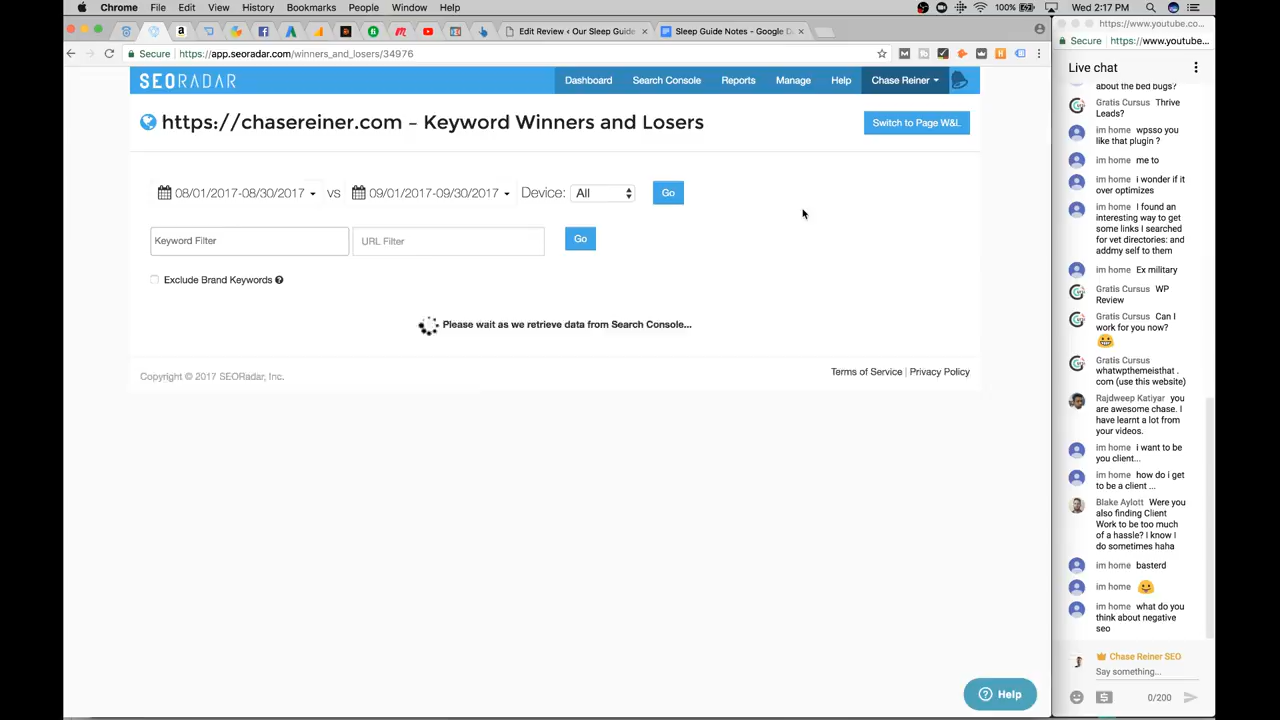 Chrome File Edit View History Bookmarks People Window Help
100% Wed 2:17 PM
Edit Review ‹ Our Sleep Guide
Sleep Guide Notes - Google D
Secure https://app.seoradar.com/winners_and_losers/34976
SEORADAR
Dashboard Search Console Reports Manage Help Chase Reiner
https://chasereiner.com – Keyword Winners and Losers
Switch to Page W&L
08/01/2017-08/30/2017 vs 09/01/2017-09/30/2017 Device: All Go
Keyword Filter URL Filter Go
Exclude Brand Keywords
Please wait as we retrieve data from Search Console...
Copyright © 2017 SEORadar, Inc.
Terms of Service | Privacy Policy
Help
https://www.youtube.co...
Secure https://www.youtube...
Live chat
about the bed bugs?
Gratis Cursus Thrive
Leads?
im home wpsso you
like that plugin ?
im home me to
im home i wonder if it
over optimizes
im home I found an
interesting way to get
some links I searched
for vet directories: and
addmy self to them
im home Ex military
Gratis Cursus WP
Review
Gratis Cursus Can I
work for you now?
Gratis Cursus
whatwpthemeisthat .
com (use this website)
Rajdweep Katiyar you
are awesome chase. I
have learnt a lot from
your videos.
im home i want to be
you client...
im home how do i get
to be a client ...
Blake Aylott Were you
also finding Client
Work to be too much
of a hassle? I know I
do sometimes haha
im home basterd
im home
im home what do you
think about negative
seo
Chase Reiner SEO
Say something...
0/200